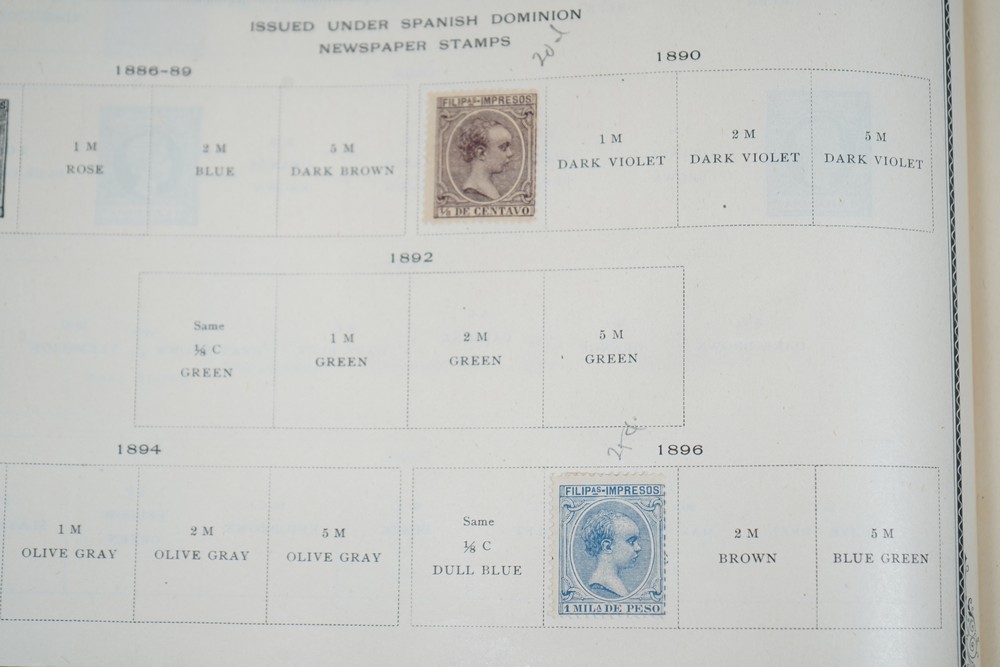 ISSUED UNDER SPANISH DOMINION
NEWSPAPER STAMPS
1886-89
1 M
ROSE
2 M
BLUE
5 M
DARK BROWN
1890
FILIPAS-IMPRESOS
⅛ DE CENTAVO
1 M
DARK VIOLET
2 M
DARK VIOLET
5 M
DARK VIOLET
1892
Same
⅛ C
GREEN
1 M
GREEN
2 M
GREEN
5 M
GREEN
1894
1 M
OLIVE GRAY
2 M
OLIVE GRAY
5 M
OLIVE GRAY
1896
Same
⅛ C
DULL BLUE
FILIPAS-IMPRESOS
1 MILA DE PESO
2 M
BROWN
5 M
BLUE GREEN